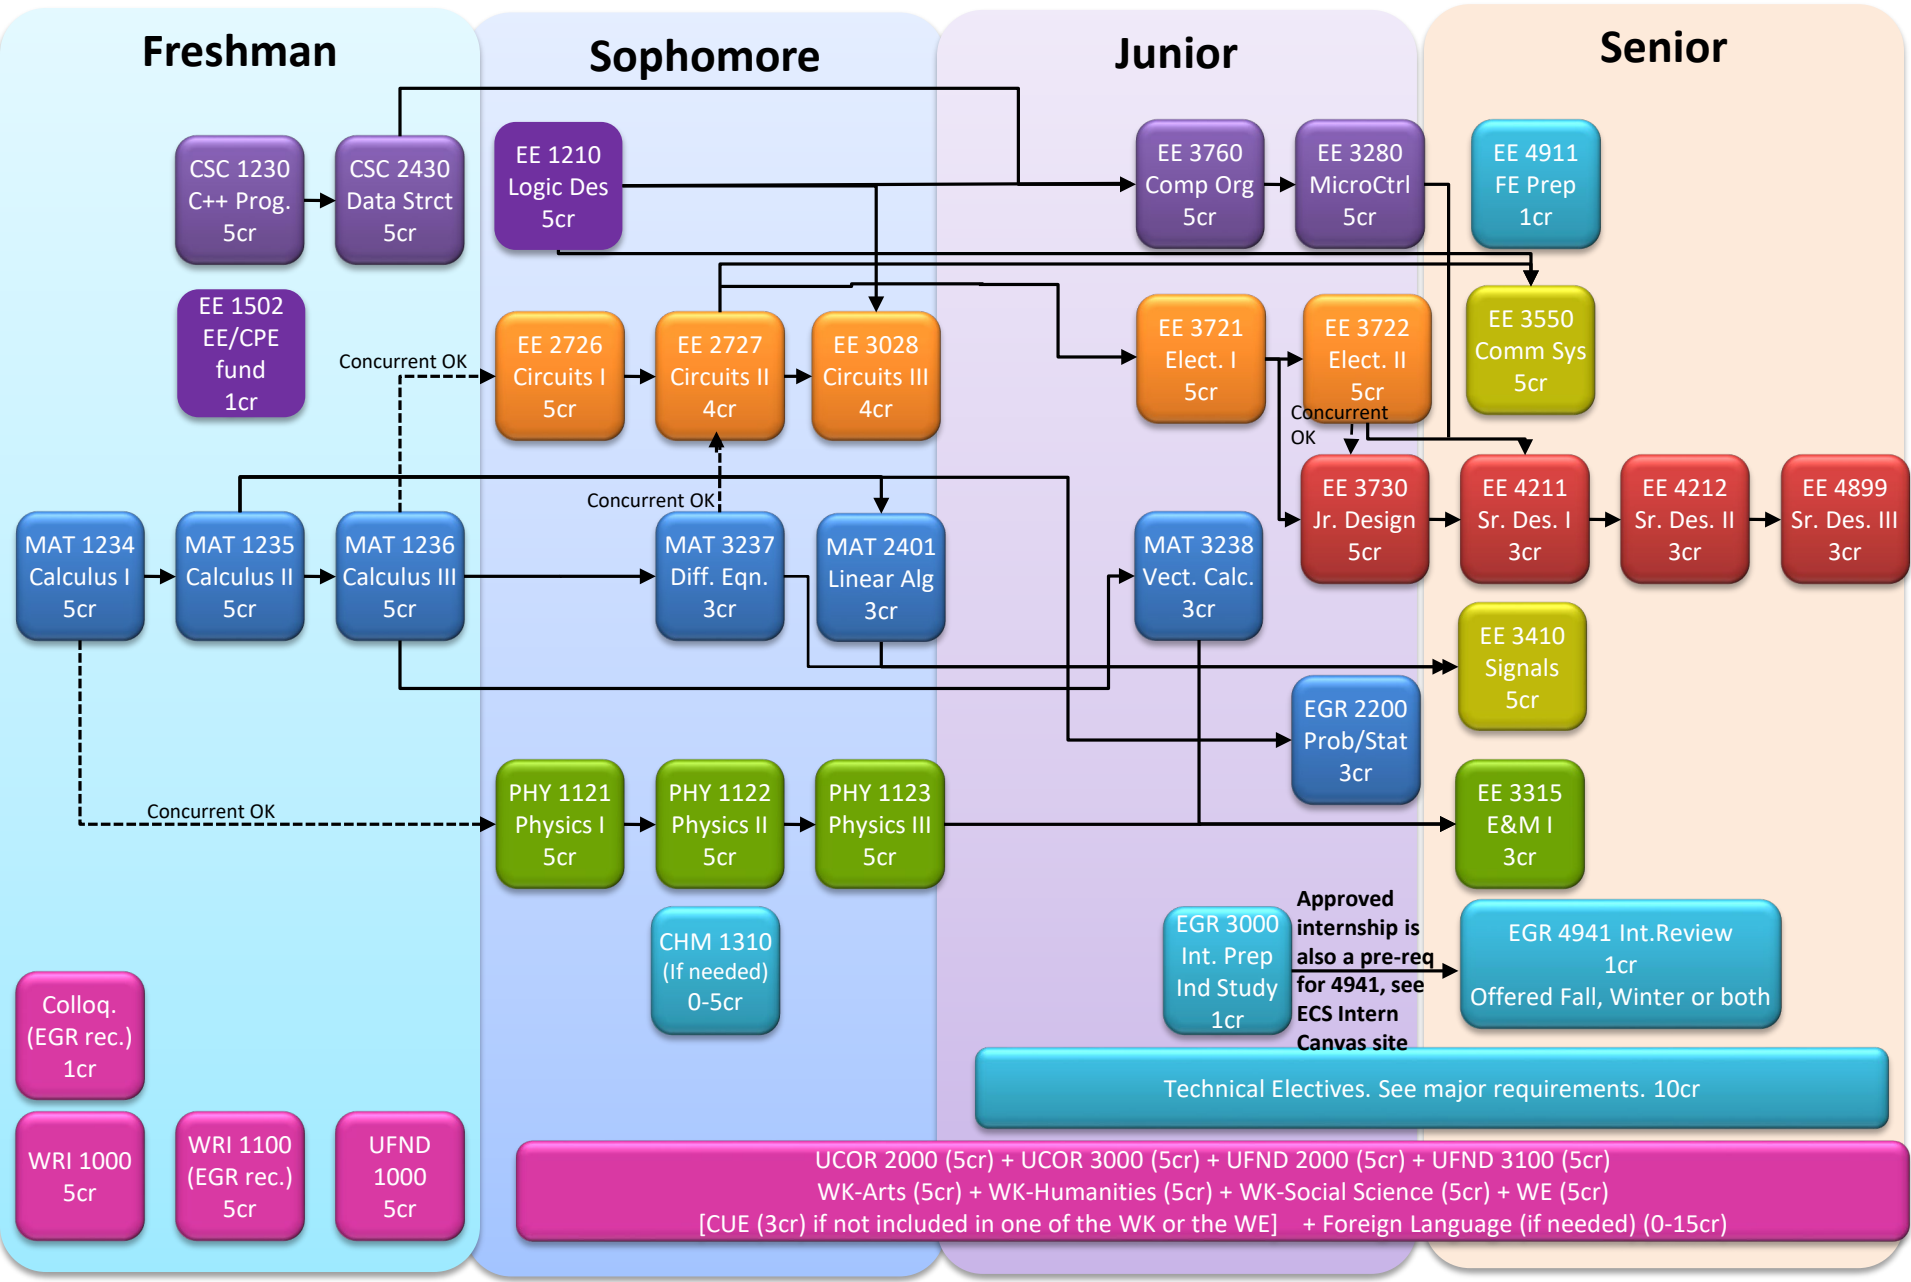 Freshman
Sophomore
Junior
Senior
CSC 1230
C++ Prog.
5cr
CSC 2430
Data Strct
5cr
EE 1210
Logic Des
5cr
EE 3760
Comp Org
5cr
EE 3280
MicroCtrl
5cr
EE 4911
FE Prep
1cr
EE 1502
EE/CPE
fund
1cr
Concurrent OK
EE 2726
Circuits I
5cr
EE 2727
Circuits II
4cr
EE 3028
Circuits III
4cr
EE 3721
Elect. I
5cr
EE 3722
Elect. II
5cr
EE 3550
Comm Sys
5cr
Concurrent
OK
Concurrent OK
MAT 1234
Calculus I
5cr
MAT 1235
Calculus II
5cr
MAT 1236
Calculus III
5cr
MAT 3237
Diff. Eqn.
3cr
MAT 2401
Linear Alg
3cr
MAT 3238
Vect. Calc.
3cr
EE 3730
Jr. Design
5cr
EE 4211
Sr. Des. I
3cr
EE 4212
Sr. Des. II
3cr
EE 4899
Sr. Des. III
3cr
EE 3410
Signals
5cr
EGR 2200
Prob/Stat
3cr
Concurrent OK
PHY 1121
Physics I
5cr
PHY 1122
Physics II
5cr
PHY 1123
Physics III
5cr
EE 3315
E&M I
3cr
CHM 1310
(If needed)
0-5cr
EGR 3000
Int. Prep
Ind Study
1cr
Approved
internship is
also a pre-req
for 4941, see
ECS Intern
Canvas site
EGR 4941 Int.Review
1cr
Offered Fall, Winter or both
Colloq.
(EGR rec.)
1cr
Technical Electives. See major requirements. 10cr
WRI 1000
5cr
WRI 1100
(EGR rec.)
5cr
UFND
1000
5cr
UCOR 2000 (5cr) + UCOR 3000 (5cr) + UFND 2000 (5cr) + UFND 3100 (5cr)
WK-Arts (5cr) + WK-Humanities (5cr) + WK-Social Science (5cr) + WE (5cr)
[CUE (3cr) if not included in one of the WK or the WE] + Foreign Language (if needed) (0-15cr)